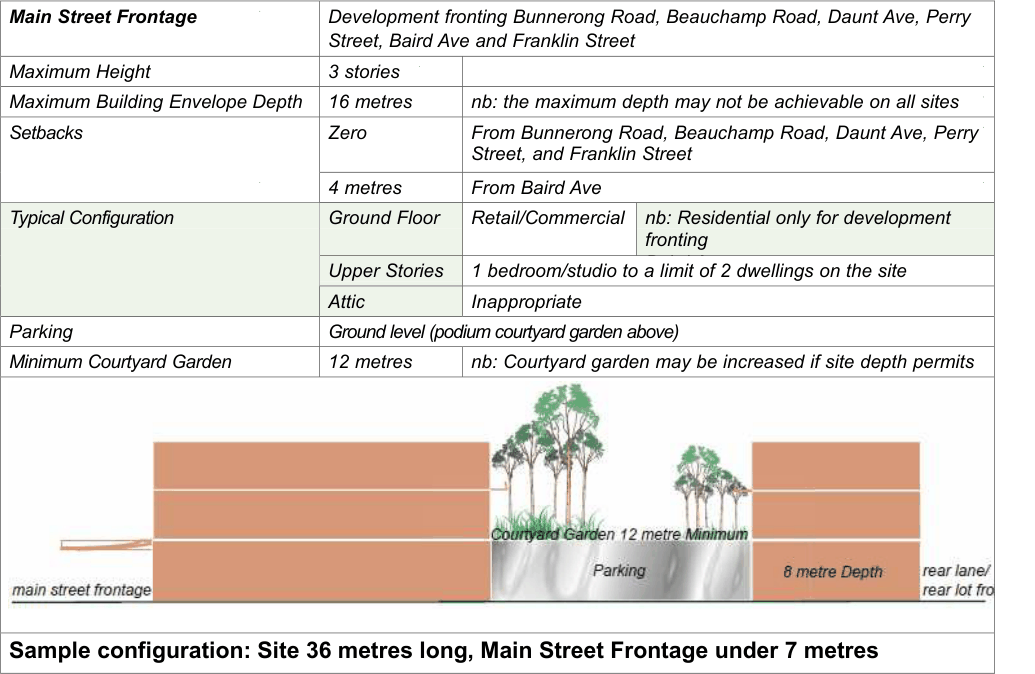 Main Street Frontage
Development fronting Bunnerong Road, Beauchamp Road, Daunt Ave, Perry
Street, Baird Ave and Franklin Street
Maximum Height
3 stories
Maximum Building Envelope Depth
16 metres
nb: the maximum depth may not be achievable on all sites
Setbacks
Zero
From Bunnerong Road, Beauchamp Road, Daunt Ave, Perry
Street, and Franklin Street
4 metres
From Baird Ave
Typical Configuration
Ground Floor
Retail/Commercial
nb: Residential only for development
fronting
Upper Stories
1 bedroom/studio to a limit of 2 dwellings on the site
Attic
Inappropriate
Parking
Ground level (podium courtyard garden above)
Minimum Courtyard Garden
12 metres
nb: Courtyard garden may be increased if site depth permits
Courtyard Garden 12 metre Minimum
Parking
8 metre Depth
main street frontage
rear lane/
rear lot fro
Sample configuration: Site 36 metres long, Main Street Frontage under 7 metres